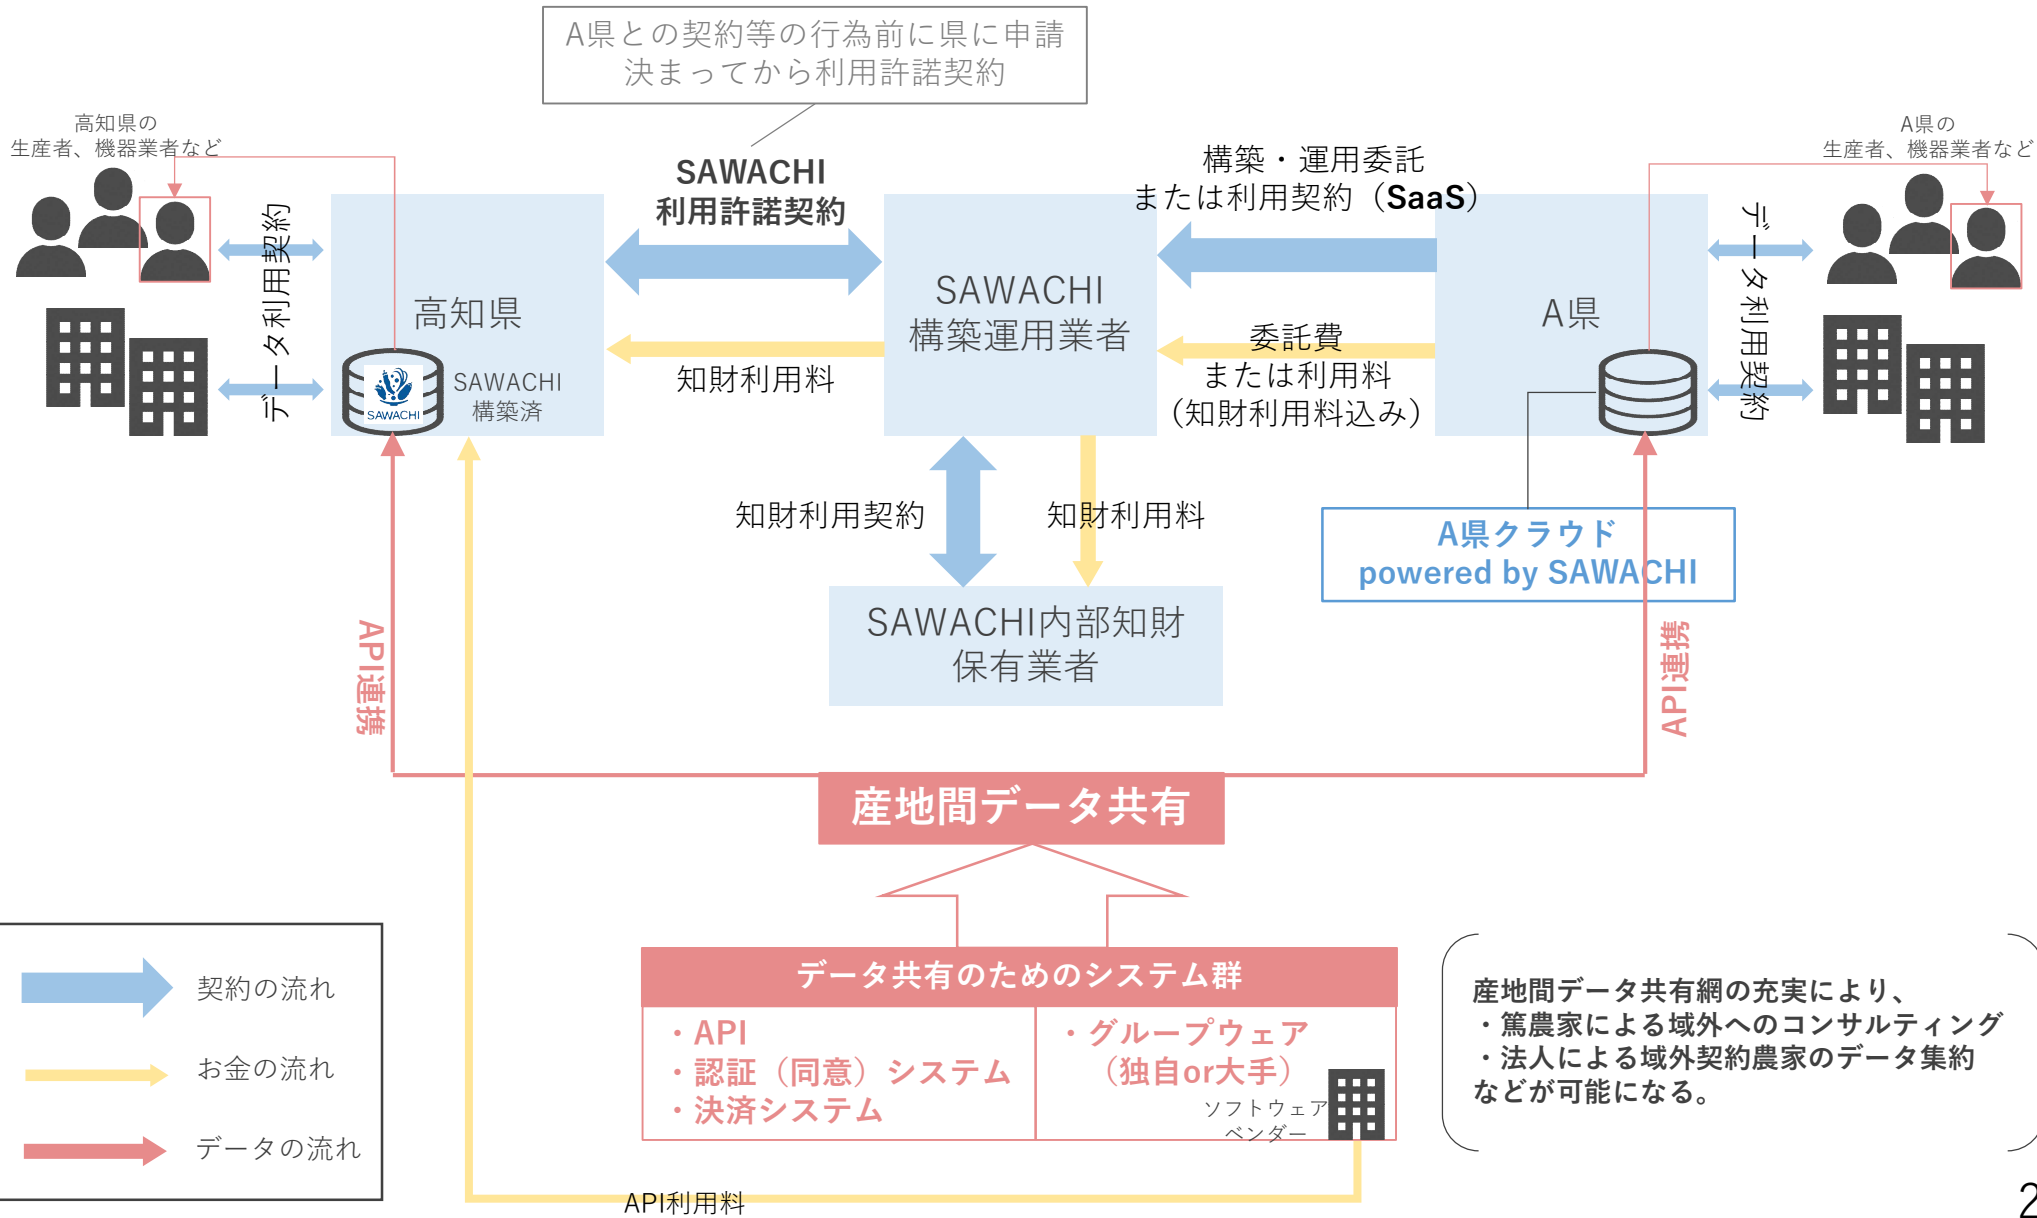 A県との契約等の行為前に県に申請
決まってから利用許諾契約
高知県の
生産者、機器業者など
A県の
生産者、機器業者など
SAWACHI
利用許諾契約
構築・運用委託
または利用契約（SaaS）
データ利用契約
高知県
SAWACHI
構築済
SAWACHI
知財利用料
SAWACHI
構築運用業者
委託費
または利用料
（知財利用料込み）
A県
データ利用契約
知財利用契約
知財利用料
A県クラウド
powered by SAWACHI
SAWACHI内部知財
保有業者
API連携
API連携
産地間データ共有
データ共有のためのシステム群
・API
・認証（同意）システム
・決済システム
・グループウェア
（独自or大手）
ソフトウェア
ベンダー
API利用料
契約の流れ
お金の流れ
データの流れ
産地間データ共有網の充実により、
・篤農家による域外へのコンサルティング
・法人による域外契約農家のデータ集約
などが可能になる。
2